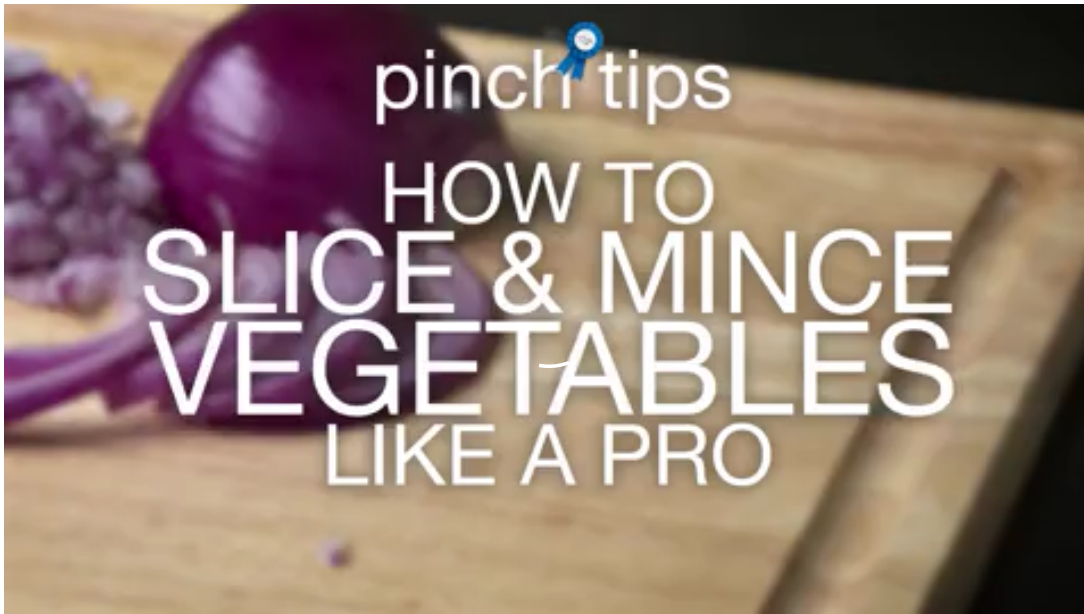 pinch tips
HOW TO
SLICE & MINCE
VEGETABLES
LIKE A PRO